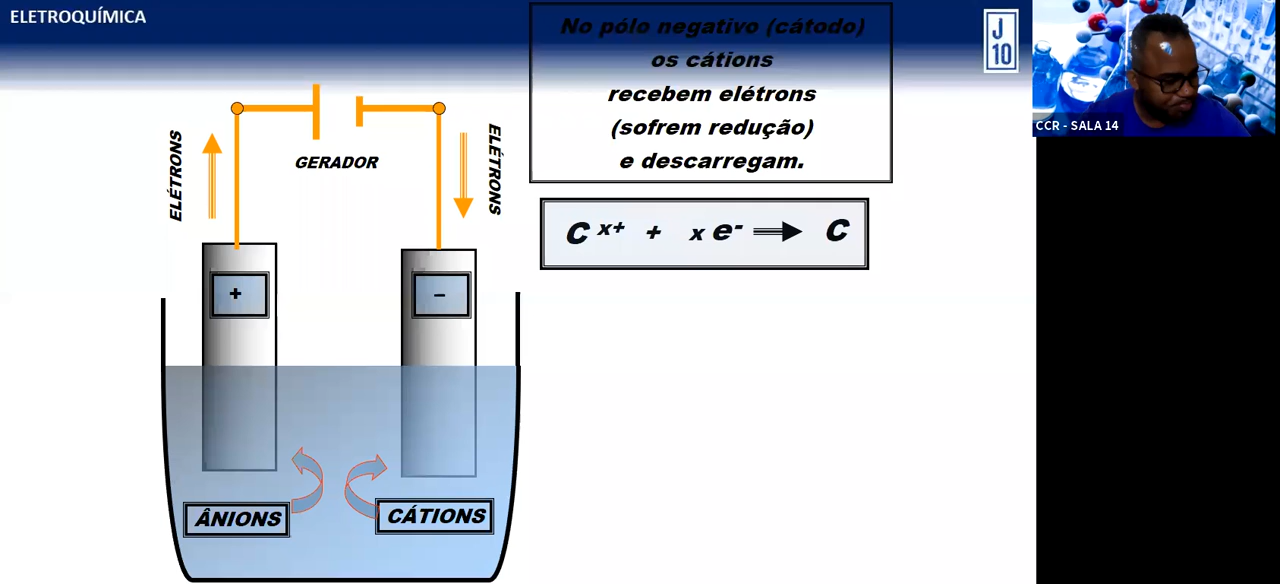 ELETROQUÍMICA
No pólo negativo (cátodo)
os cátions
recebem elétrons
(sofrem redução)
e descarregam.
J
10
CCR - SALA 14
C x+ + x e- ⇒ C
GERADOR
ELÉTRONS
ELÉTRONS
+
–
ÂNIONS
CÁTIONS